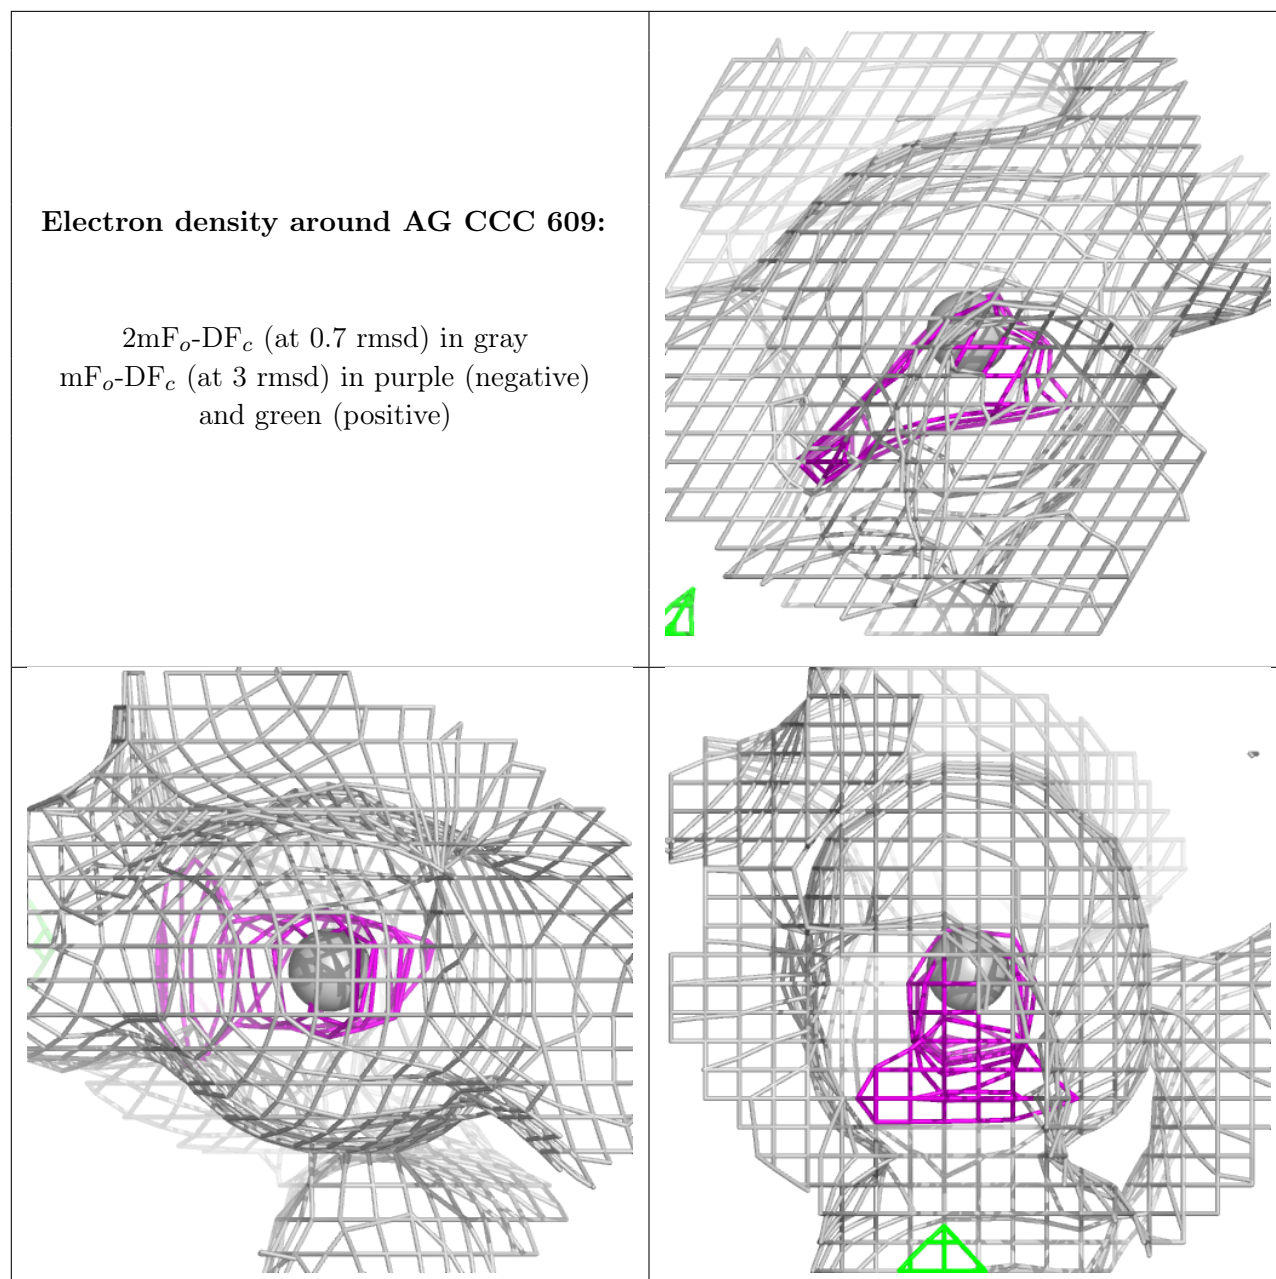 Electron density around AG CCC 609:
2mFₒ-DF𝒸 (at 0.7 rmsd) in gray
mFₒ-DF𝒸 (at 3 rmsd) in purple (negative)
and green (positive)